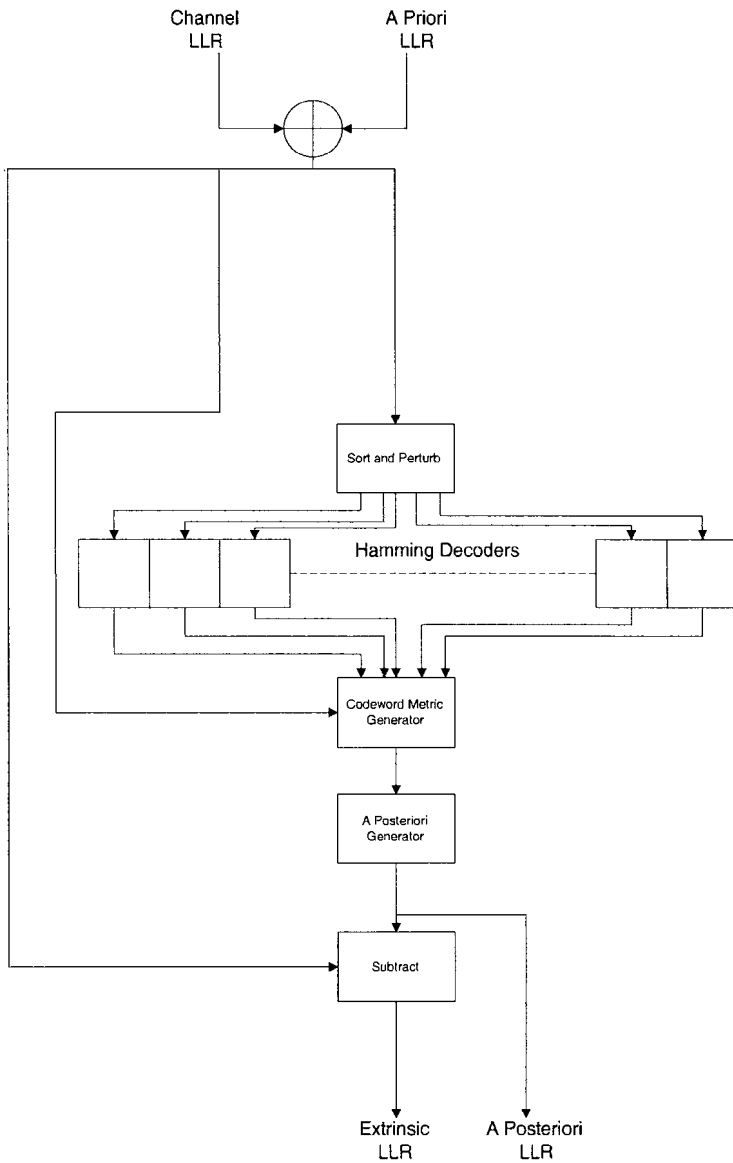 Channel
LLR
A Priori
LLR
Sort and Perturb
Hamming Decoders
Codeword Metric
Generator
A Posteriori
Generator
Subtract
Extrinsic
LLR
A Posteriori
LLR